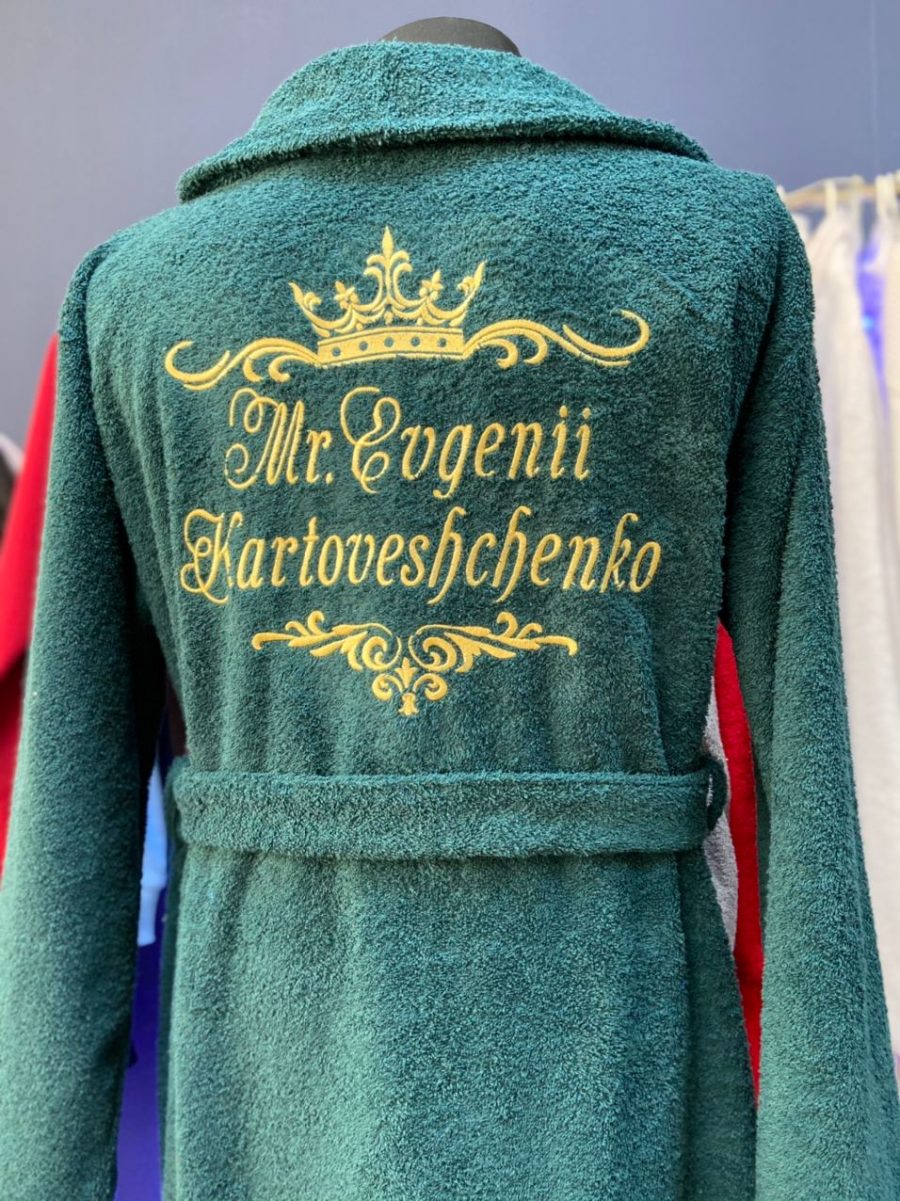 Mr. Evgenii
Kartoveshchenko